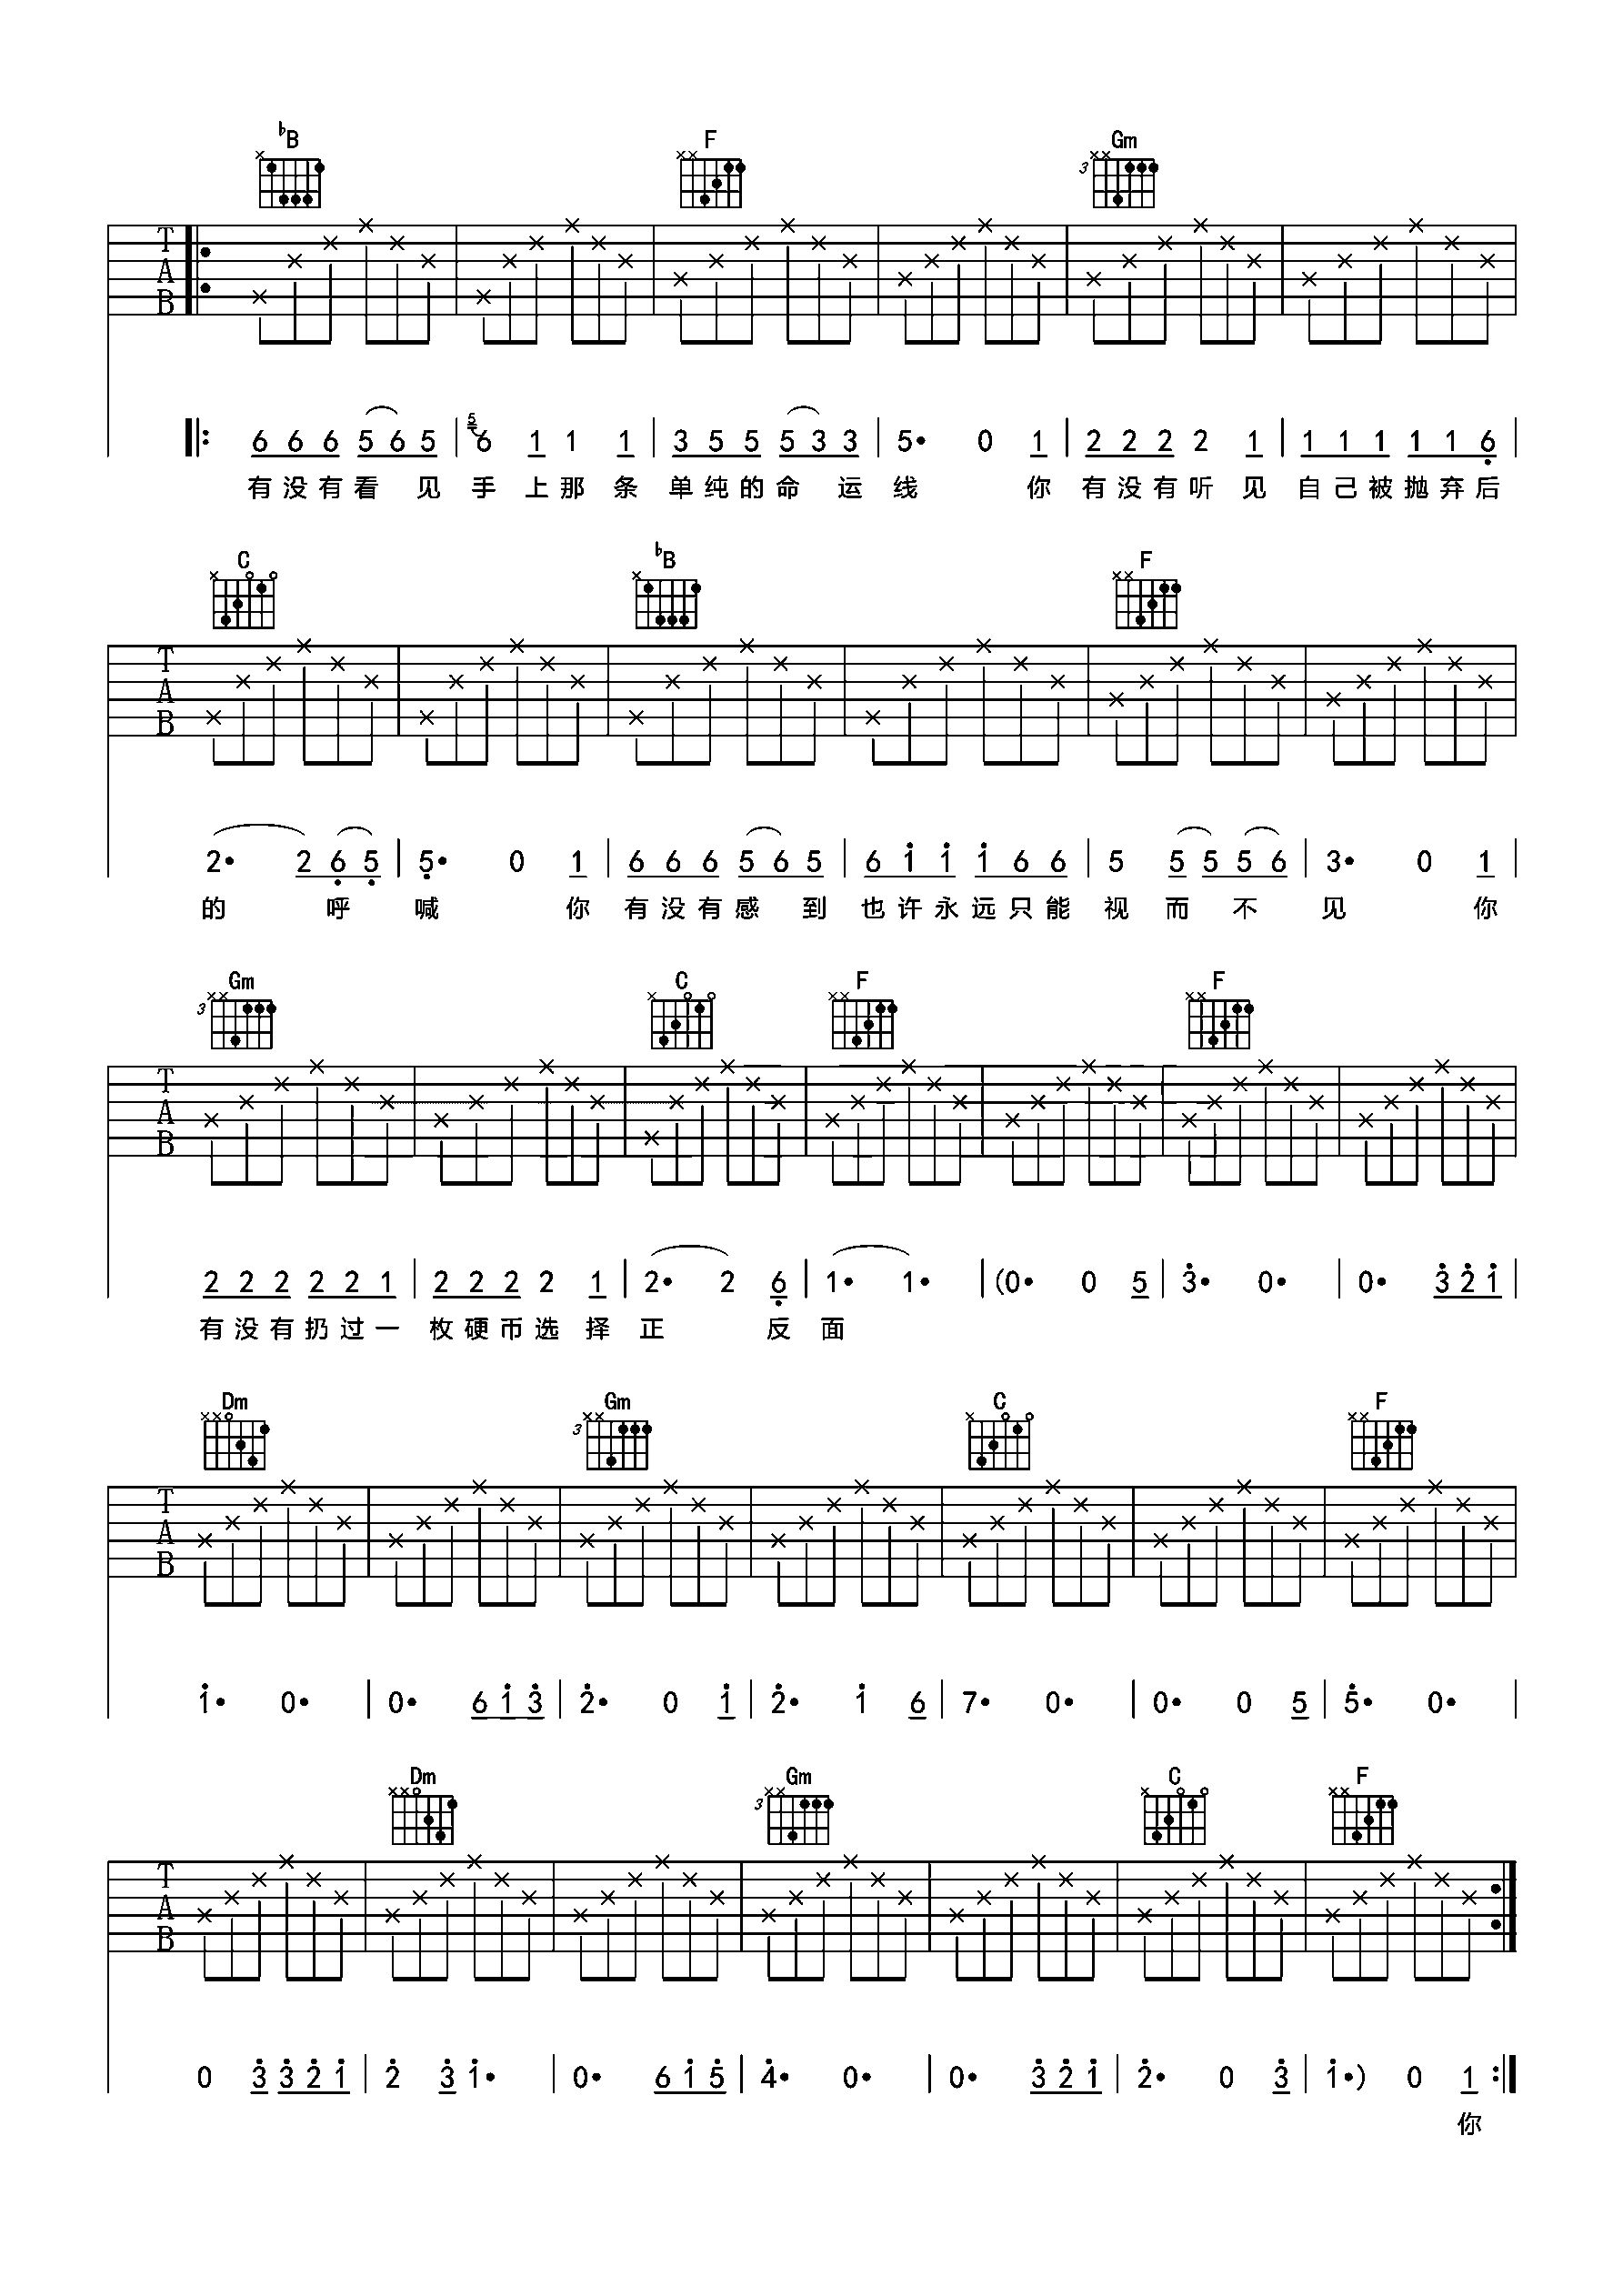 ♭B F Gm
3
T
A
B
6 6 6 5 6 5 | 5 6 1 1 1 | 3 5 5 5 3 3 | 5• 0 1 | 2 2 2 2 1 | 1 1 1 1 1 6 |
有没有看 见 手 上那 条 单纯的命 运线 你 有没有听 见 自己被抛弃后
C ♭B F
T
A
B
2• 2 6 5 | 5• 0 1 | 6 6 6 5 6 5 | 6 1 1 1 6 6 | 5 5 5 5 6 | 3• 0 1 |
的 呼 喊 你 有没有感 到 也许永远只能 视 而 不 见 你
Gm C F F
3
T
A
B
2 2 2 2 2 1 | 2 2 2 2 1 | 2• 2 6 | 1• 1• | (0• 0 5 | 3• 0• | 0• 3 2 1 |
有没有扔过一 枚硬币选 择 正 反 面
Dm Gm C F
3
T
A
B
1• 0• | 0• 6 1 3 | 2• 0 1 | 2• 1 6 | 7• 0• | 0• 0 5 | 5• 0• |
Dm Gm C F
3
T
A
B
0 3 3 2 1 | 2 3 1• | 0• 6 1 5 | 4• 0• | 0• 3 2 1 | 2• 0 3 | 1•) 0 1 :|
你